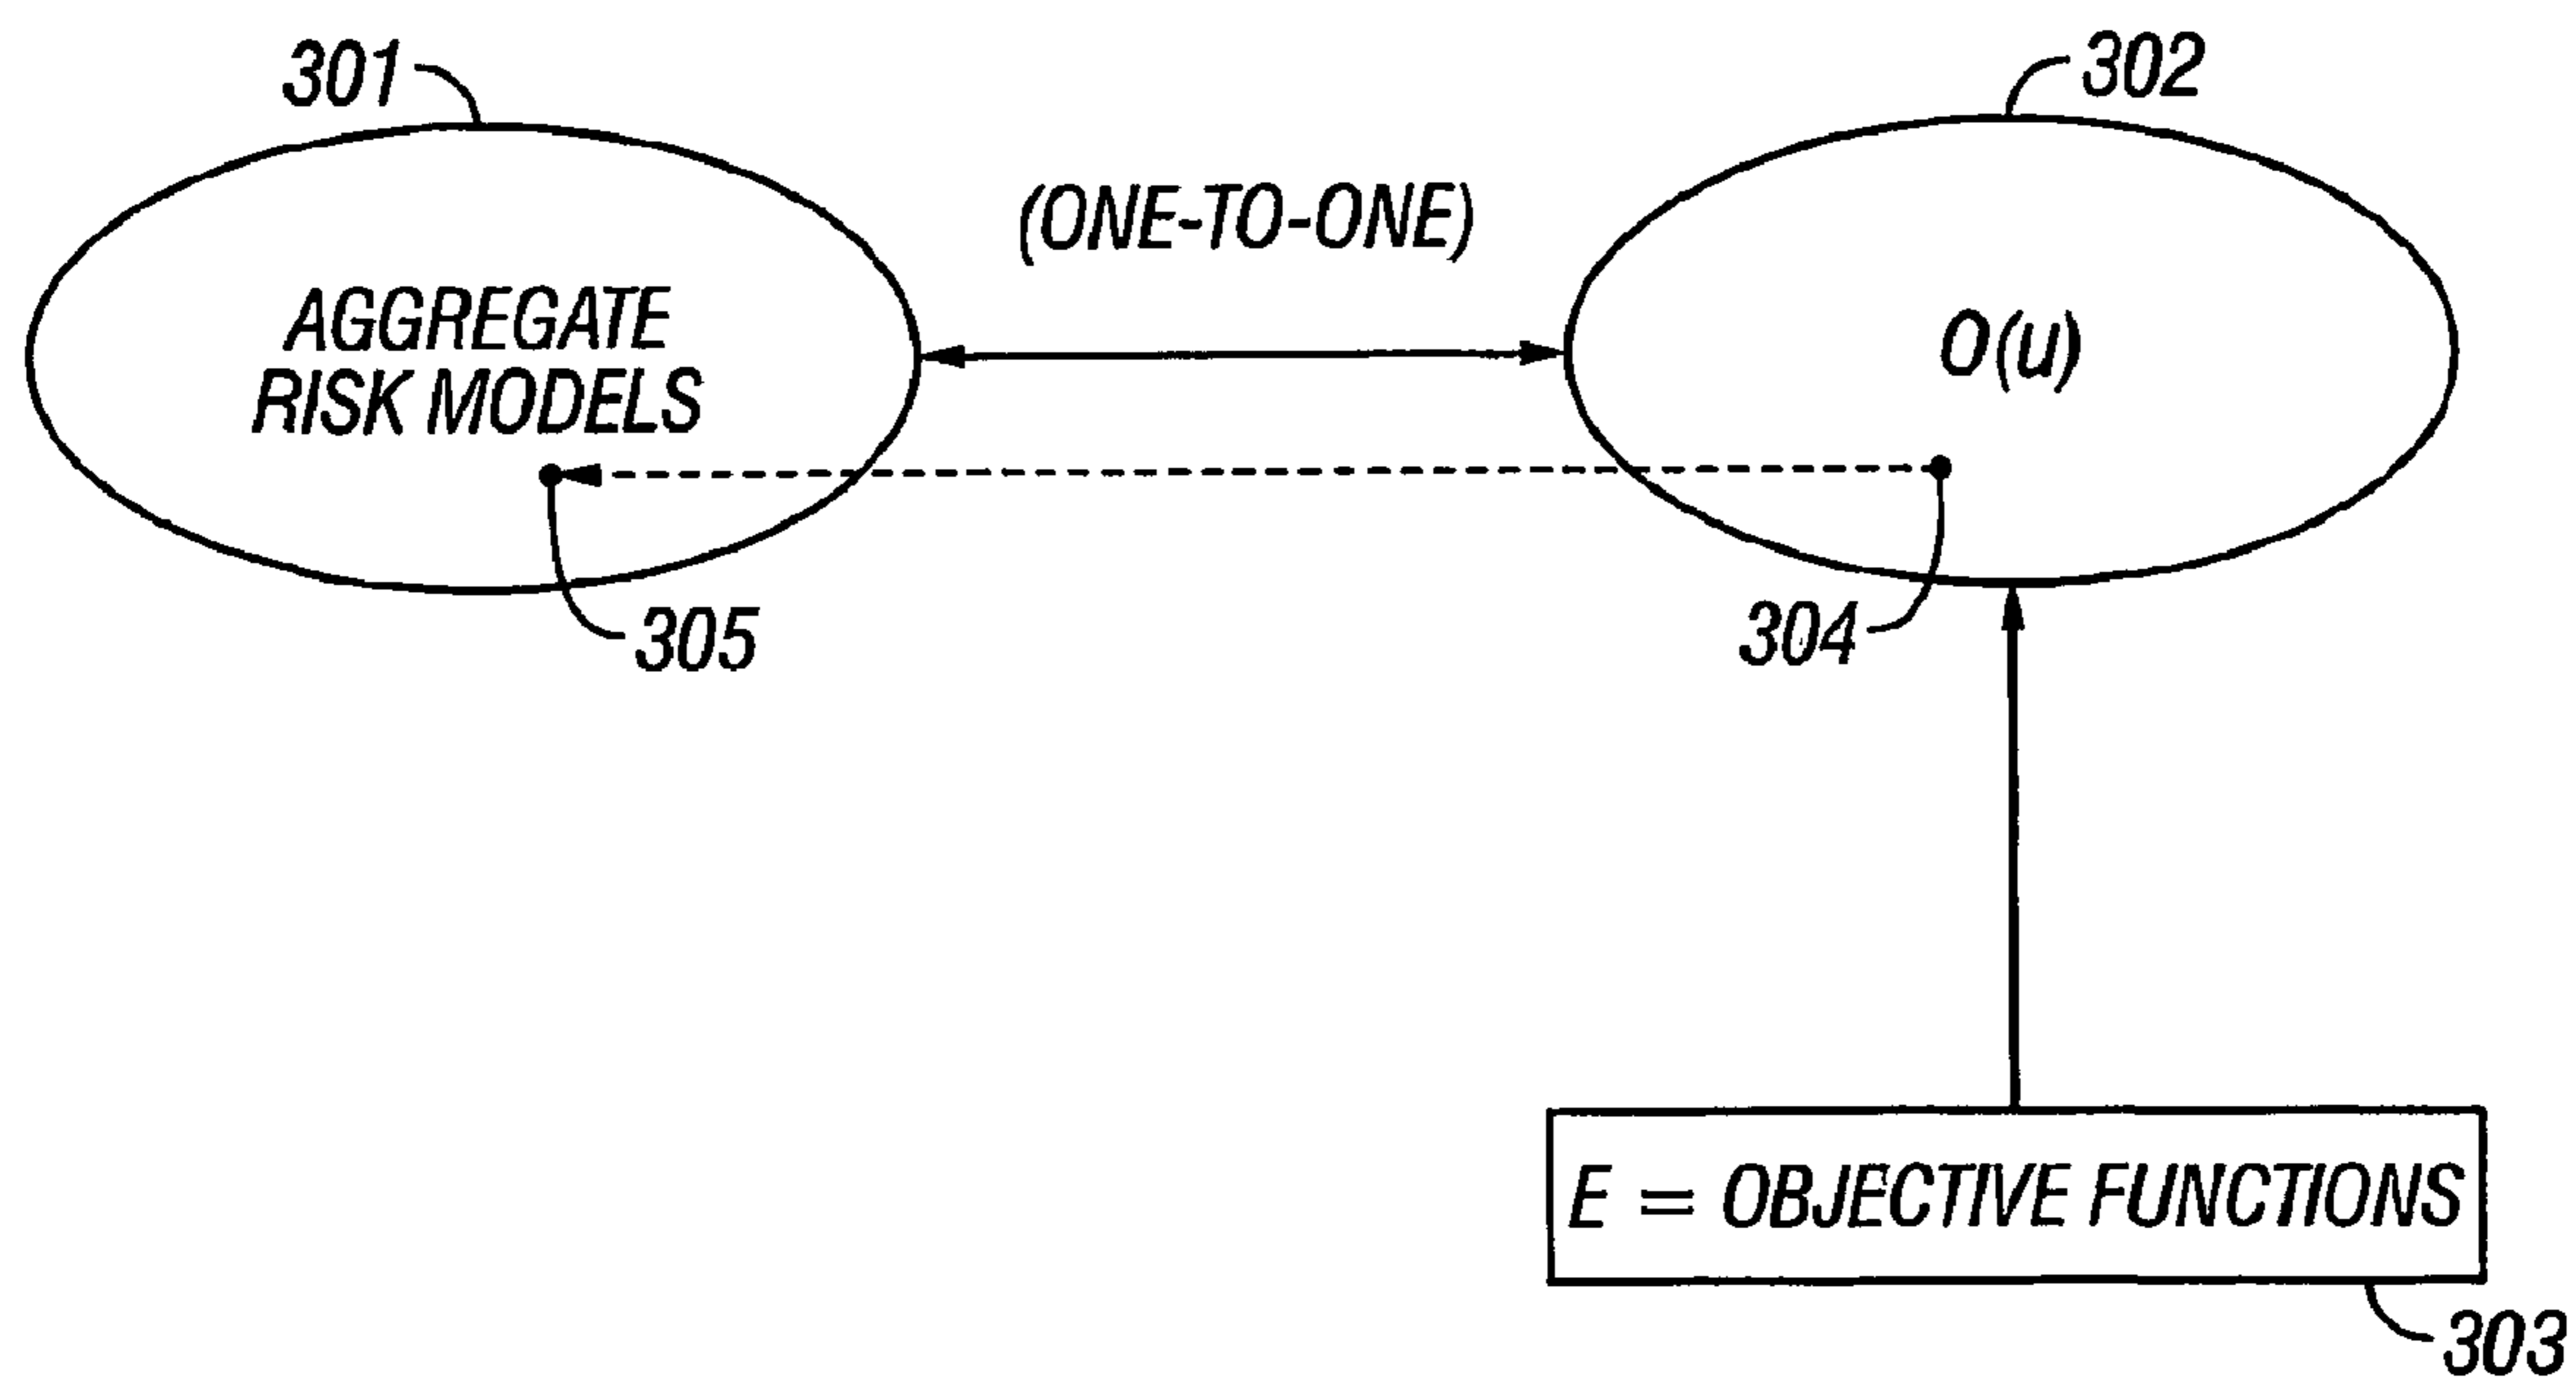 301
302
(ONE-TO-ONE)
AGGREGATE
RISK MODELS
O(u)
305
304
E = OBJECTIVE FUNCTIONS
303